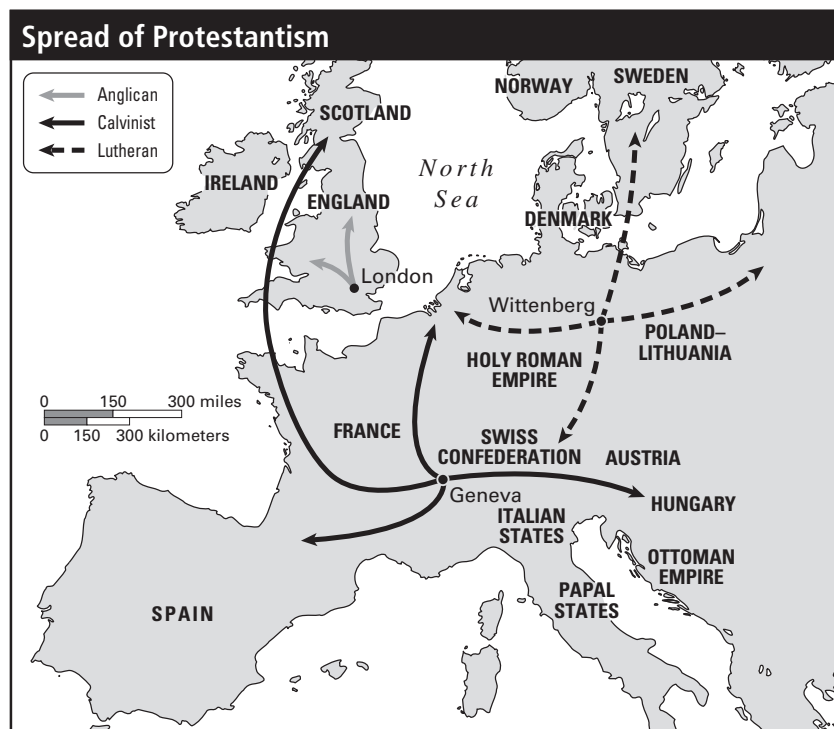 Spread of Protestantism
Anglican
Calvinist
Lutheran
NORWAY
SWEDEN
SCOTLAND
North
Sea
IRELAND
ENGLAND
DENMARK
London
Wittenberg
POLAND–
LITHUANIA
HOLY ROMAN
EMPIRE
0 150 300 miles
0 150 300 kilometers
FRANCE
SWISS
CONFEDERATION
AUSTRIA
Geneva
HUNGARY
ITALIAN
STATES
OTTOMAN
EMPIRE
PAPAL
STATES
SPAIN